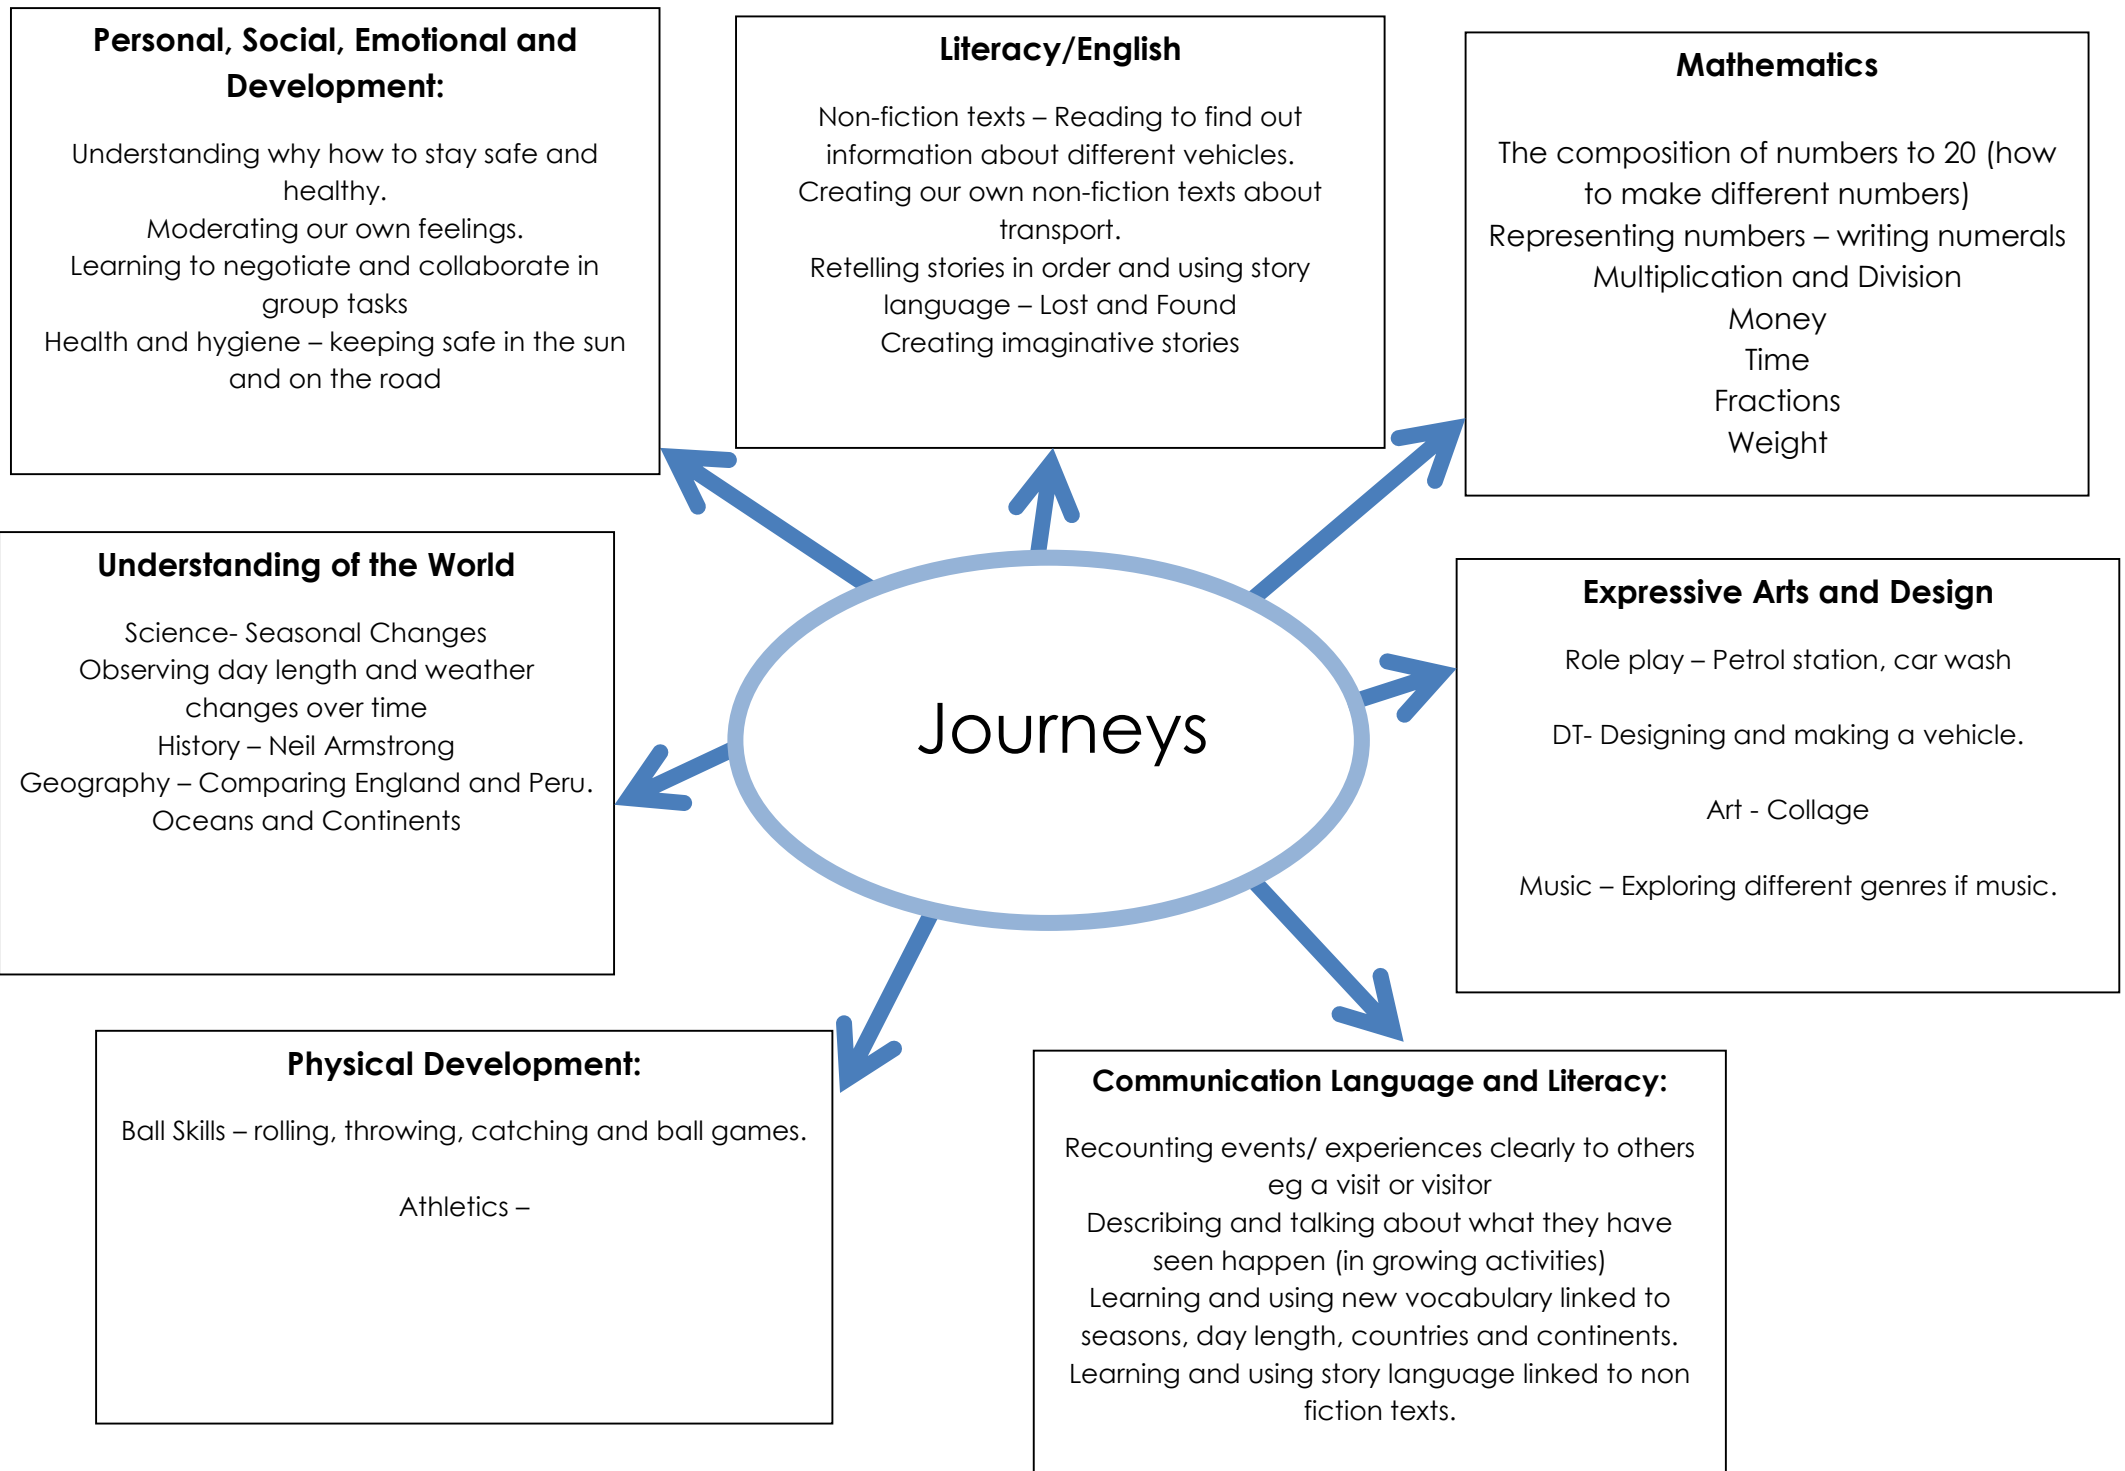 Personal, Social, Emotional and
Development:
Understanding why how to stay safe and
healthy.
Moderating our own feelings.
Learning to negotiate and collaborate in
group tasks
Health and hygiene – keeping safe in the sun
and on the road
Literacy/English
Non-fiction texts – Reading to find out
information about different vehicles.
Creating our own non-fiction texts about
transport.
Retelling stories in order and using story
language – Lost and Found
Creating imaginative stories
Mathematics
The composition of numbers to 20 (how
to make different numbers)
Representing numbers – writing numerals
Multiplication and Division
Money
Time
Fractions
Weight
Understanding of the World
Science- Seasonal Changes
Observing day length and weather
changes over time
History – Neil Armstrong
Geography – Comparing England and Peru.
Oceans and Continents
Journeys
Expressive Arts and Design
Role play – Petrol station, car wash
DT- Designing and making a vehicle.
Art - Collage
Music – Exploring different genres if music.
Physical Development:
Ball Skills – rolling, throwing, catching and ball games.
Athletics –
Communication Language and Literacy:
Recounting events/ experiences clearly to others
eg a visit or visitor
Describing and talking about what they have
seen happen (in growing activities)
Learning and using new vocabulary linked to
seasons, day length, countries and continents.
Learning and using story language linked to non
fiction texts.